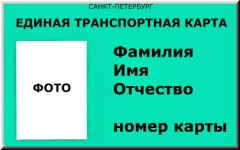 САНКТ-ПЕТЕРБУРГ
ЕДИНАЯ ТРАНСПОРТНАЯ КАРТА
ФОТО
Фамилия
Имя
Отчество
номер карты